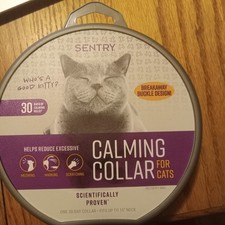 SENTRY
WHO'S A
GOOD KITTY?
BREAKAWAY
BUCKLE DESIGN!
30
HELPS REDUCE EXCESSIVE
CALMING
COLLAR FOR
CATS
SCIENTIFICALLY
PROVEN